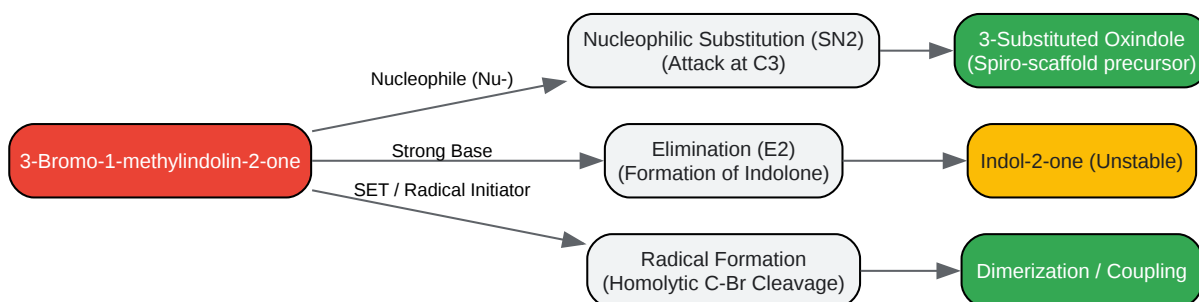 3-Bromo-1-methylindolin-2-one
Nucleophile (Nu-)
Strong Base
SET / Radical Initiator
Nucleophilic Substitution (SN2)
(Attack at C3)
3-Substituted Oxindole
(Spiro-scaffold precursor)
Elimination (E2)
(Formation of Indolone)
Indol-2-one (Unstable)
Radical Formation
(Homolytic C-Br Cleavage)
Dimerization / Coupling